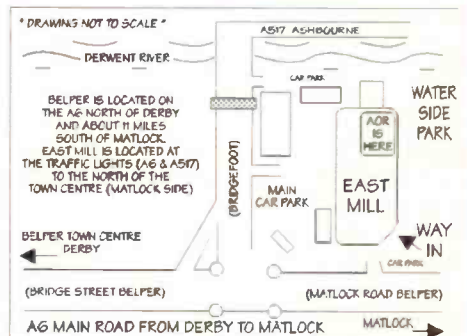 * DRAWING NOT TO SCALE *
A517 ASHBOURNE
DERWENT RIVER
CAR PARK
WATER
SIDE
PARK
BELPER IS LOCATED ON
THE A6 NORTH OF DERBY
AND ABOUT 11 MILES
SOUTH OF MATLOCK.
EAST MILL IS LOCATED AT
THE TRAFFIC LIGHTS (A6 & A517)
TO THE NORTH OF THE
TOWN CENTRE (MATLOCK SIDE)
(BRIDGEFOOT)
AOR
IS
HERE
MAIN
CAR PARK
EAST
MILL
BELPER TOWN CENTRE
DERBY
WAY
IN
CAR PARK
(BRIDGE STREET BELPER)
(MATLOCK ROAD BELPER)
A6 MAIN ROAD FROM DERBY TO MATLOCK
MATLOCK